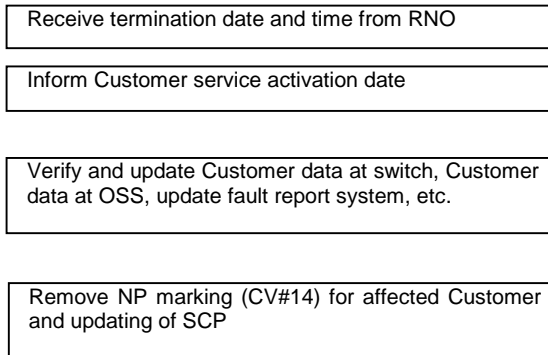 Receive termination date and time from RNO
Inform Customer service activation date
Verify and update Customer data at switch, Customer
data at OSS, update fault report system, etc.
Remove NP marking (CV#14) for affected Customer
and updating of SCP